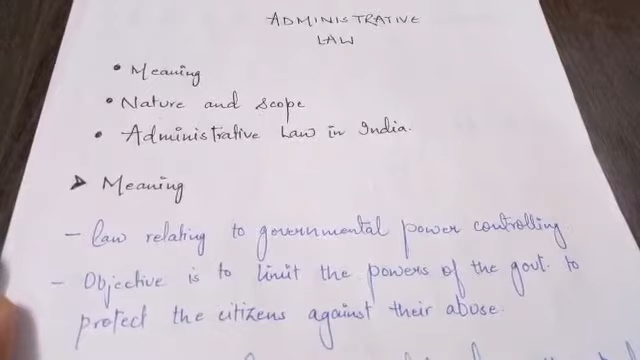 ADMINISTRATIVE
LAW
• Meaning
• Nature and scope
• Administrative Law in India.
➤ Meaning
- Law relating to governmental power controlling
- Objective is to limit the powers of the govt. to
protect the citizens against their abuse.